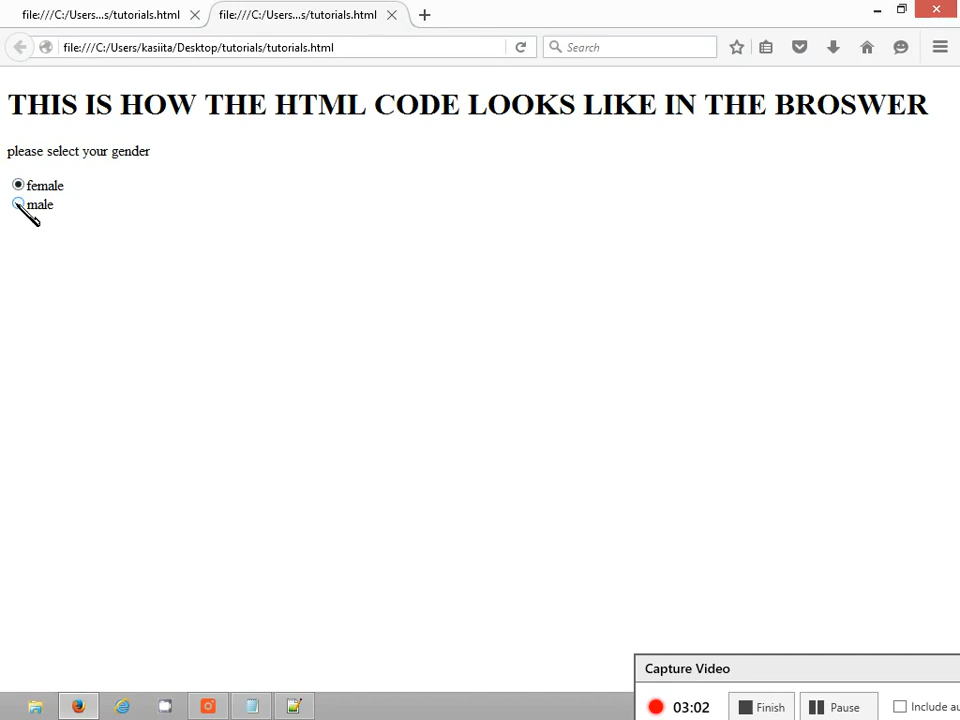 file:///C:/Users...s/tutorials.html
file:///C:/Users...s/tutorials.html
file:///C:/Users/kasiita/Desktop/tutorials/tutorials.html
Search
THIS IS HOW THE HTML CODE LOOKS LIKE IN THE BROSWER
please select your gender
female
male
Capture Video
03:02
Finish
Pause
Include au